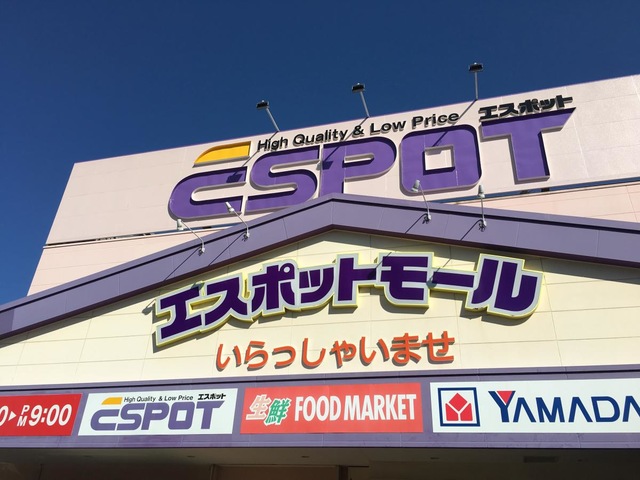 High Quality & Low Price エスポット
ESPOT
エスポットモール
いらっしゃいませ
0▶PM9:00
High Quality & Low Price エスポット
ESPOT
生鮮 FOOD MARKET
YAMADA